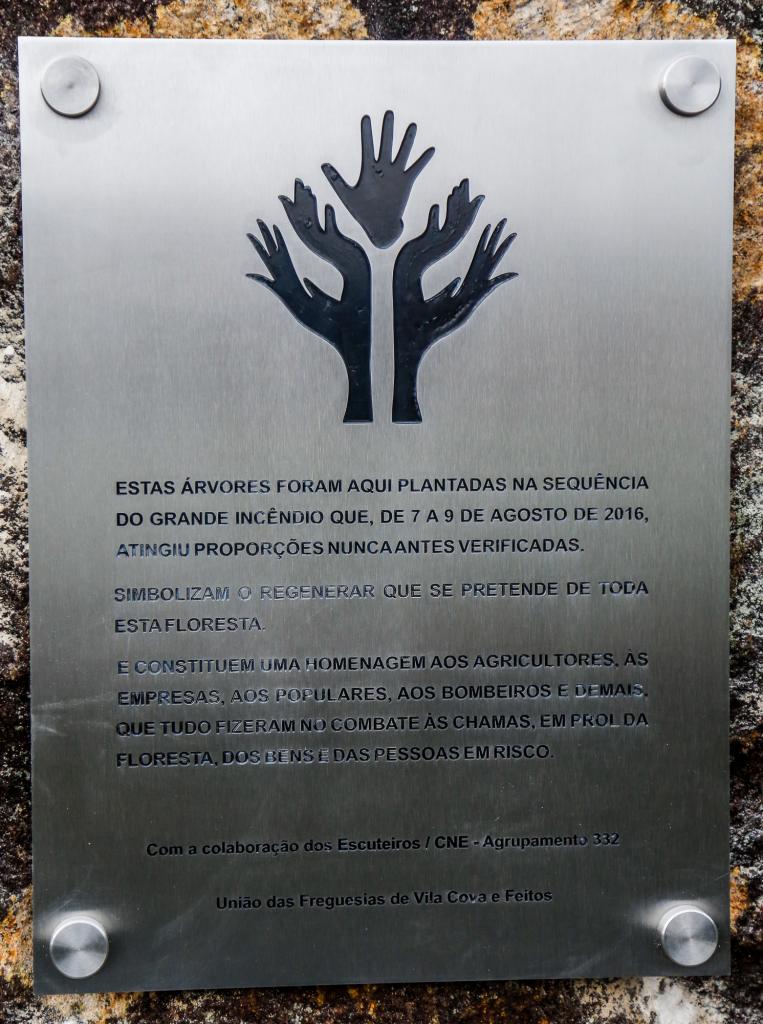 ESTAS ÁRVORES FORAM AQUI PLANTADAS NA SEQUÊNCIA
DO GRANDE INCÊNDIO QUE, DE 7 A 9 DE AGOSTO DE 2016,
ATINGIU PROPORÇÕES NUNCA ANTES VERIFICADAS.
SIMBOLIZAM O REGENERAR QUE SE PRETENDE DE TODA
ESTA FLORESTA.
E CONSTITUEM UMA HOMENAGEM AOS AGRICULTORES, ÀS
EMPRESAS, AOS POPULARES, AOS BOMBEIROS E DEMAIS,
QUE TUDO FIZERAM NO COMBATE ÀS CHAMAS, EM PROL DA
FLORESTA, DOS BENS E DAS PESSOAS EM RISCO.
Com a colaboração dos Escuteiros / CNE - Agrupamento 332
União das Freguesias de Vila Cova e Feitos